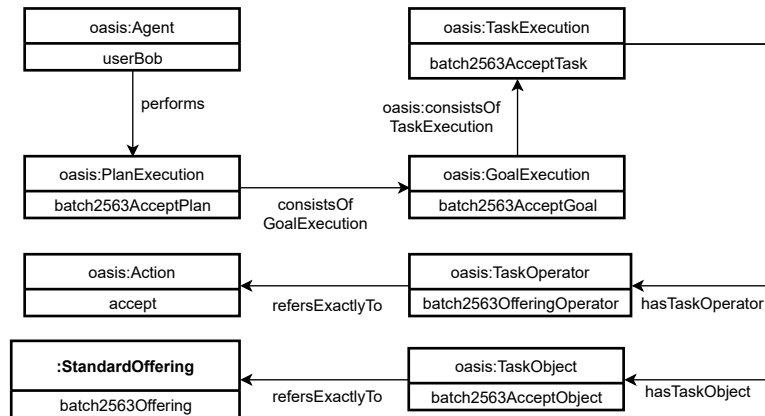 oasis:Agent
userBob
oasis:TaskExecution
batch2563AcceptTask
performs
oasis:consistsOf
TaskExecution
oasis:PlanExecution
batch2563AcceptPlan
consistsOf
GoalExecution
oasis:GoalExecution
batch2563AcceptGoal
oasis:Action
accept
refersExactlyTo
oasis:TaskOperator
batch2563OfferingOperator
hasTaskOperator
:StandardOffering
batch2563Offering
refersExactlyTo
oasis:TaskObject
batch2563AcceptObject
hasTaskObject